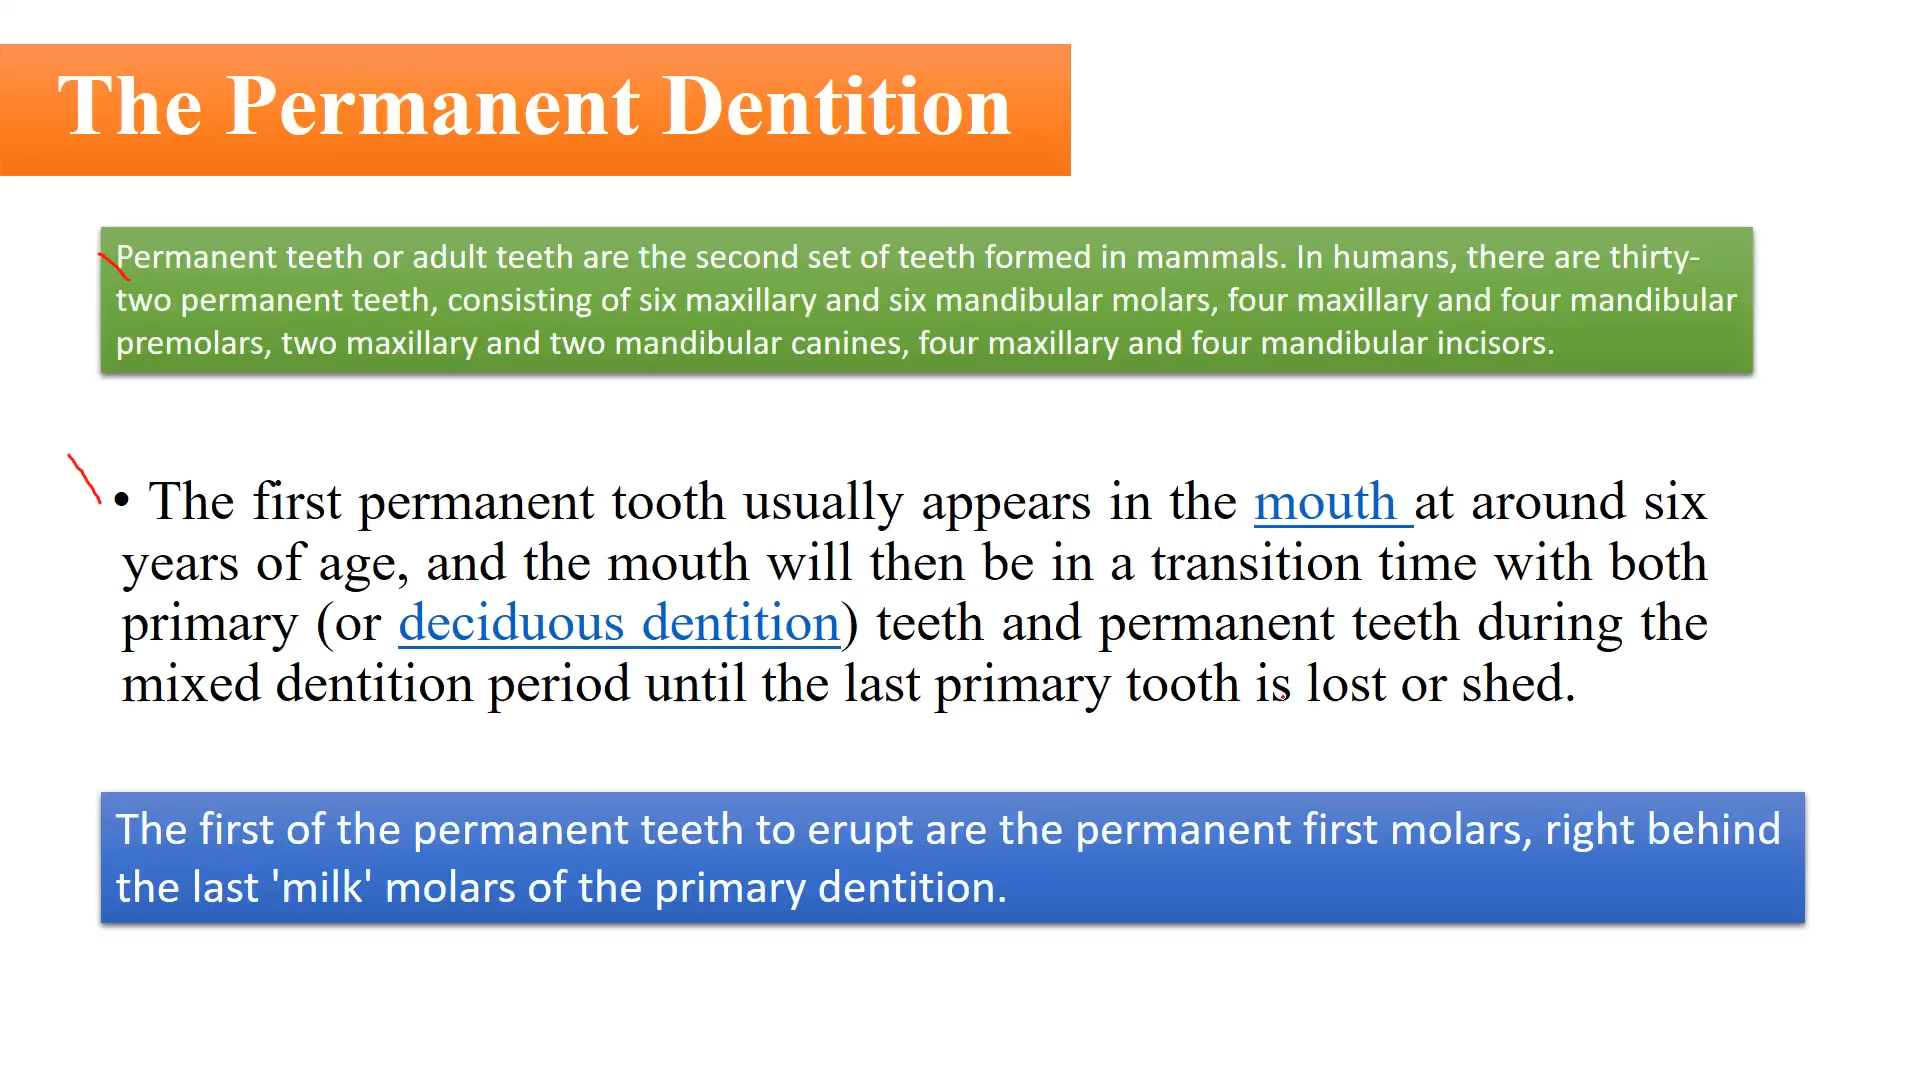 The Permanent Dentition
Permanent teeth or adult teeth are the second set of teeth formed in mammals. In humans, there are thirty-
two permanent teeth, consisting of six maxillary and six mandibular molars, four maxillary and four mandibular
premolars, two maxillary and two mandibular canines, four maxillary and four mandibular incisors.
• The first permanent tooth usually appears in the mouth at around six
years of age, and the mouth will then be in a transition time with both
primary (or deciduous dentition) teeth and permanent teeth during the
mixed dentition period until the last primary tooth is lost or shed.
The first of the permanent teeth to erupt are the permanent first molars, right behind
the last 'milk' molars of the primary dentition.